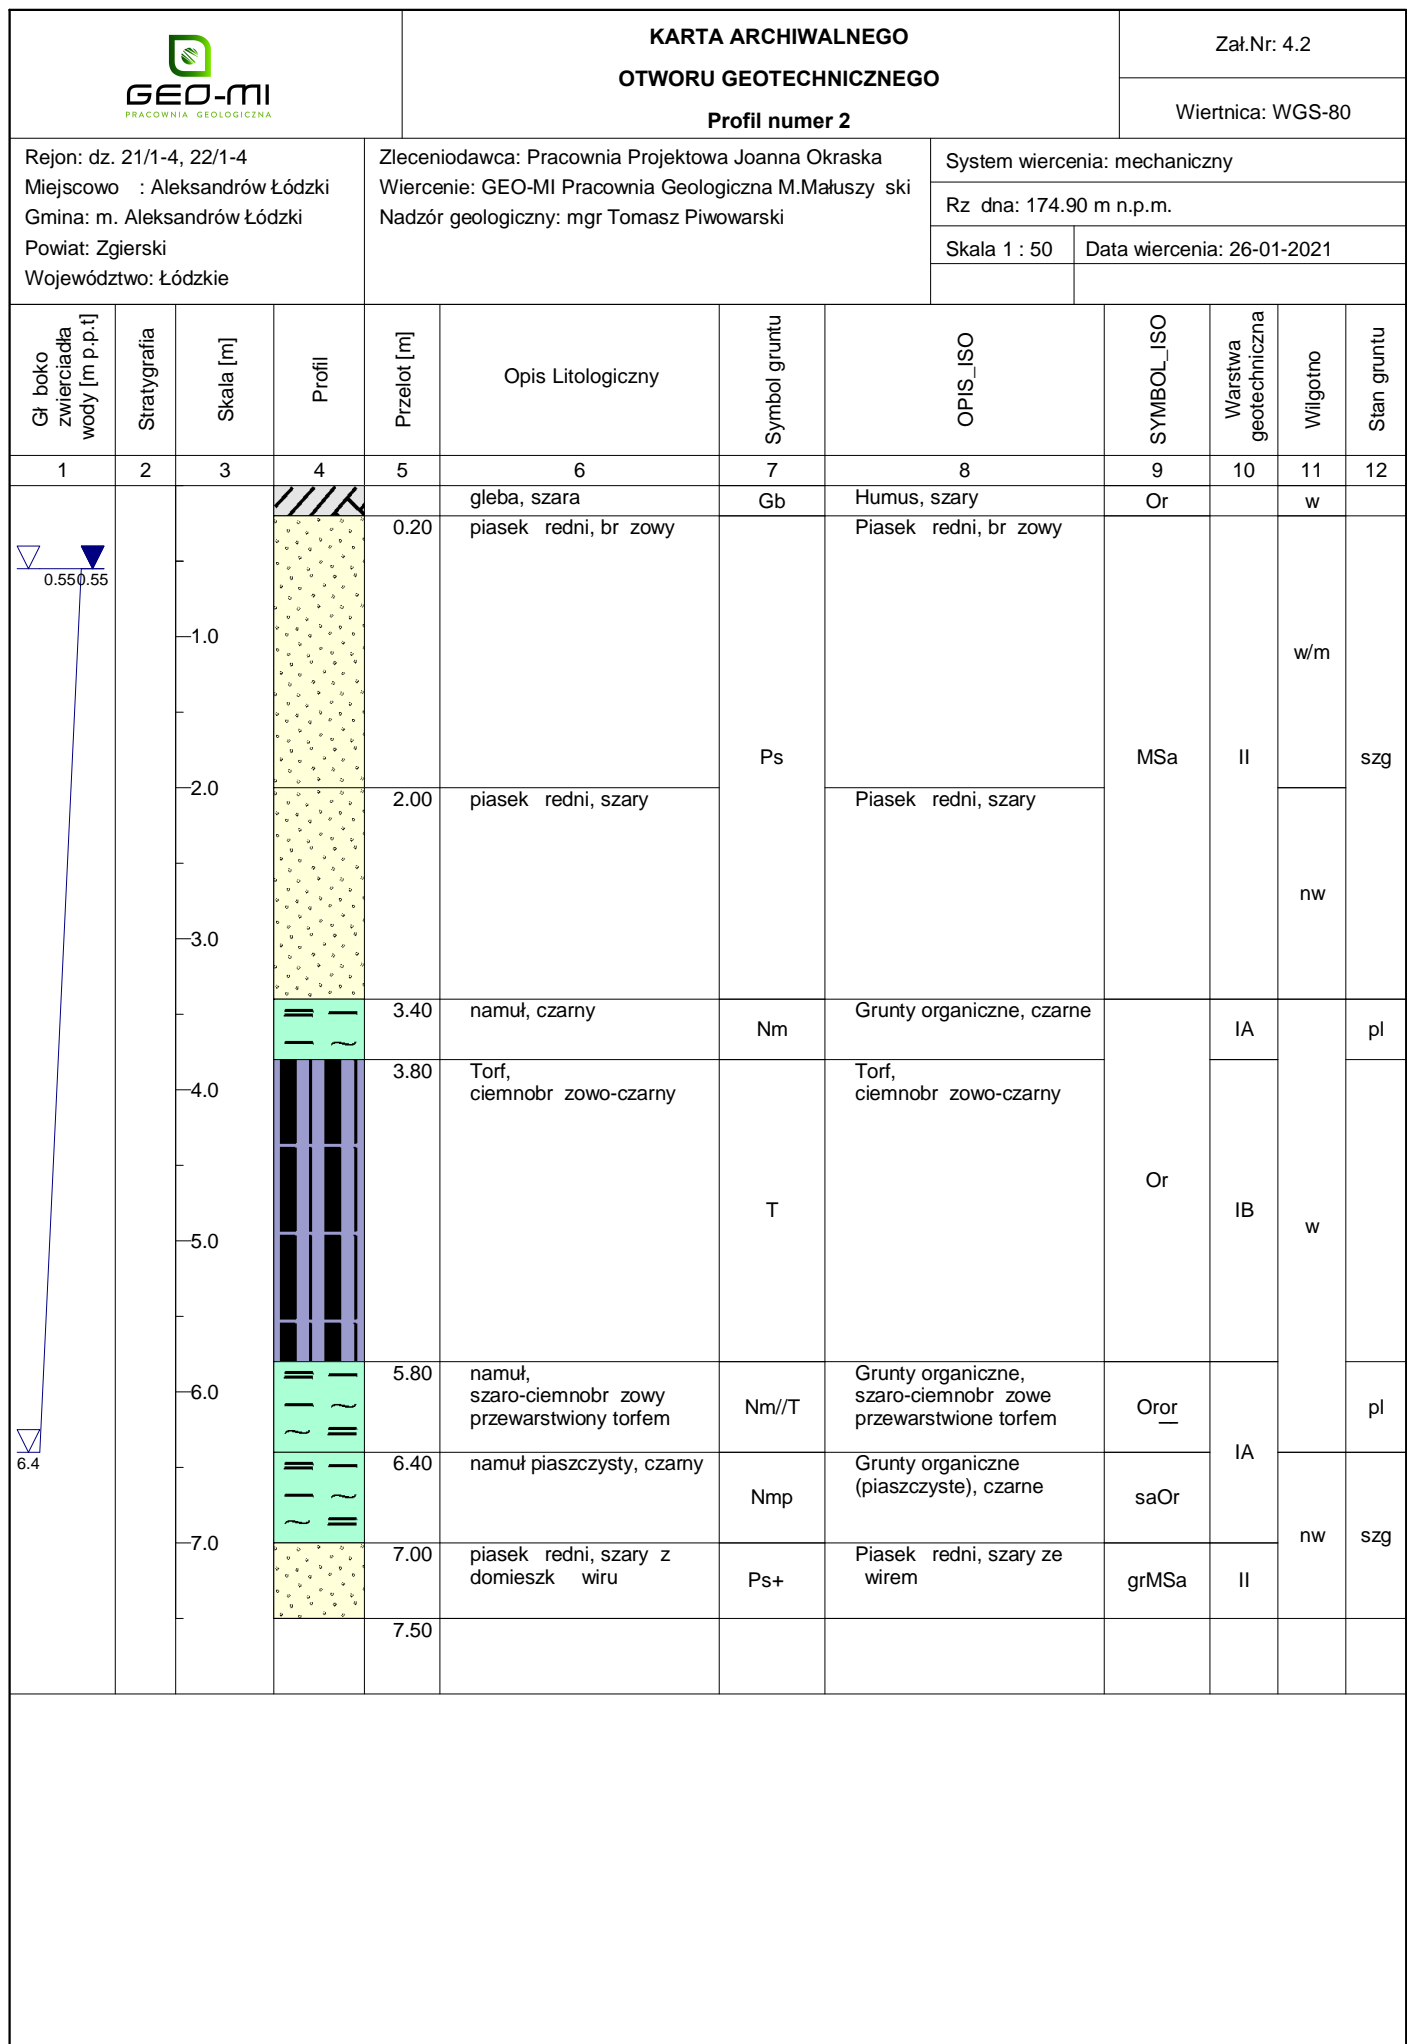 GEO-MI
PRACOWNIA GEOLOGICZNA
KARTA ARCHIWALNEGO
OTWORU GEOTECHNICZNEGO
Profil numer 2
Zał.Nr: 4.2
Wiertnica: WGS-80
Rejon: dz. 21/1-4, 22/1-4
Miejscowo   : Aleksandrów Łódzki
Gmina: m. Aleksandrów Łódzki
Powiat: Zgierski
Województwo: Łódzkie
Zleceniodawca: Pracownia Projektowa Joanna Okraska
Wiercenie: GEO-MI Pracownia Geologiczna M.Małuszy ski
Nadzór geologiczny: mgr Tomasz Piwowarski
System wiercenia: mechaniczny
Rz dna: 174.90 m n.p.m.
Skala 1 : 50
Data wiercenia: 26-01-2021
Gł boko
zwierciadła
wody [m p.p.t]
Stratygrafia
Skala [m]
Profil
Przelot [m]
Opis Litologiczny
Symbol gruntu
OPIS_ISO
SYMBOL_ISO
Warstwa
geotechniczna
Wilgotno
Stan gruntu
1 2 3 4 5 6 7 8 9 10 11 12
gleba, szara
Gb
Humus, szary
Or
w
0.20
piasek   redni, br zowy
Piasek   redni, br zowy
0.55
0.55
1.0
w/m
Ps
MSa
II
szg
2.0
2.00
piasek   redni, szary
Piasek   redni, szary
nw
3.0
3.40
namuł, czarny
Nm
Grunty organiczne, czarne
IA
pl
3.80
Torf,
ciemnobr zowo-czarny
Torf,
ciemnobr zowo-czarny
4.0
Or
T
IB
w
5.0
5.80
namuł,
szaro-ciemnobr zowy
przewarstwiony torfem
Nm//T
Grunty organiczne,
szaro-ciemnobr zowe
przewarstwione torfem
Oror
pl
6.0
IA
6.4
6.40
namuł piaszczysty, czarny
Nmp
Grunty organiczne
(piaszczyste), czarne
saOr
nw
szg
7.0
7.00
piasek   redni, szary z
domieszk    wiru
Ps+
Piasek   redni, szary ze
wirem
grMSa
II
7.50